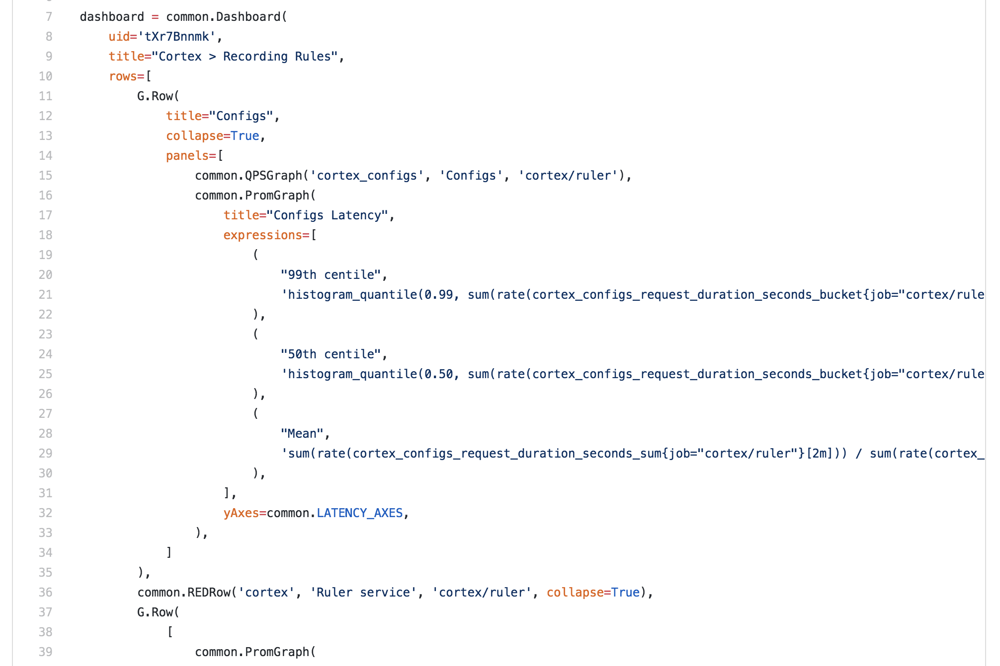 7 dashboard = common.Dashboard(
8 uid='tXr7Bnnmk',
9 title="Cortex > Recording Rules",
10 rows=[
11 G.Row(
12 title="Configs",
13 collapse=True,
14 panels=[
15 common.QPSGraph('cortex_configs', 'Configs', 'cortex/ruler'),
16 common.PromGraph(
17 title="Configs Latency",
18 expressions=[
19 (
20 "99th centile",
21 'histogram_quantile(0.99, sum(rate(cortex_configs_request_duration_seconds_bucket{job="cortex/rule
22 ),
23 (
24 "50th centile",
25 'histogram_quantile(0.50, sum(rate(cortex_configs_request_duration_seconds_bucket{job="cortex/rule
26 ),
27 (
28 "Mean",
29 'sum(rate(cortex_configs_request_duration_seconds_sum{job="cortex/ruler"}[2m])) / sum(rate(cortex_
30 ),
31 ],
32 yAxes=common.LATENCY_AXES,
33 ),
34 ]
35 ),
36 common.REDRow('cortex', 'Ruler service', 'cortex/ruler', collapse=True),
37 G.Row(
38 [
39 common.PromGraph(